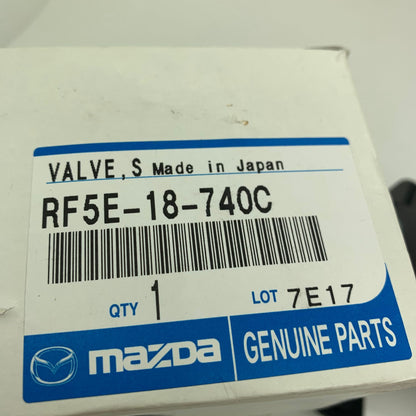 VALVE,S Made in Japan
RF5E-18-740C
QTY 1 LOT 7E17
mazda GENUINE PARTS